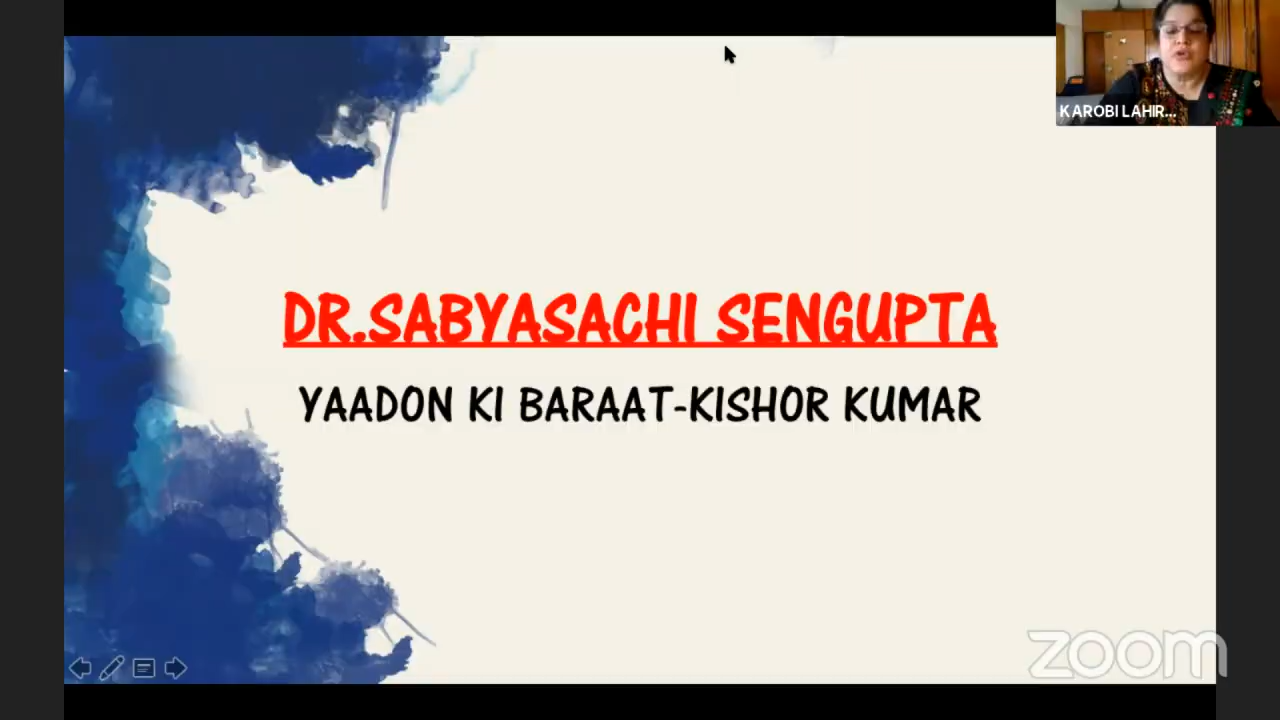 KAROBI LAHIR...
DR.SABYASACHI SENGUPTA
YAADON KI BARAAT-KISHOR KUMAR
zoom